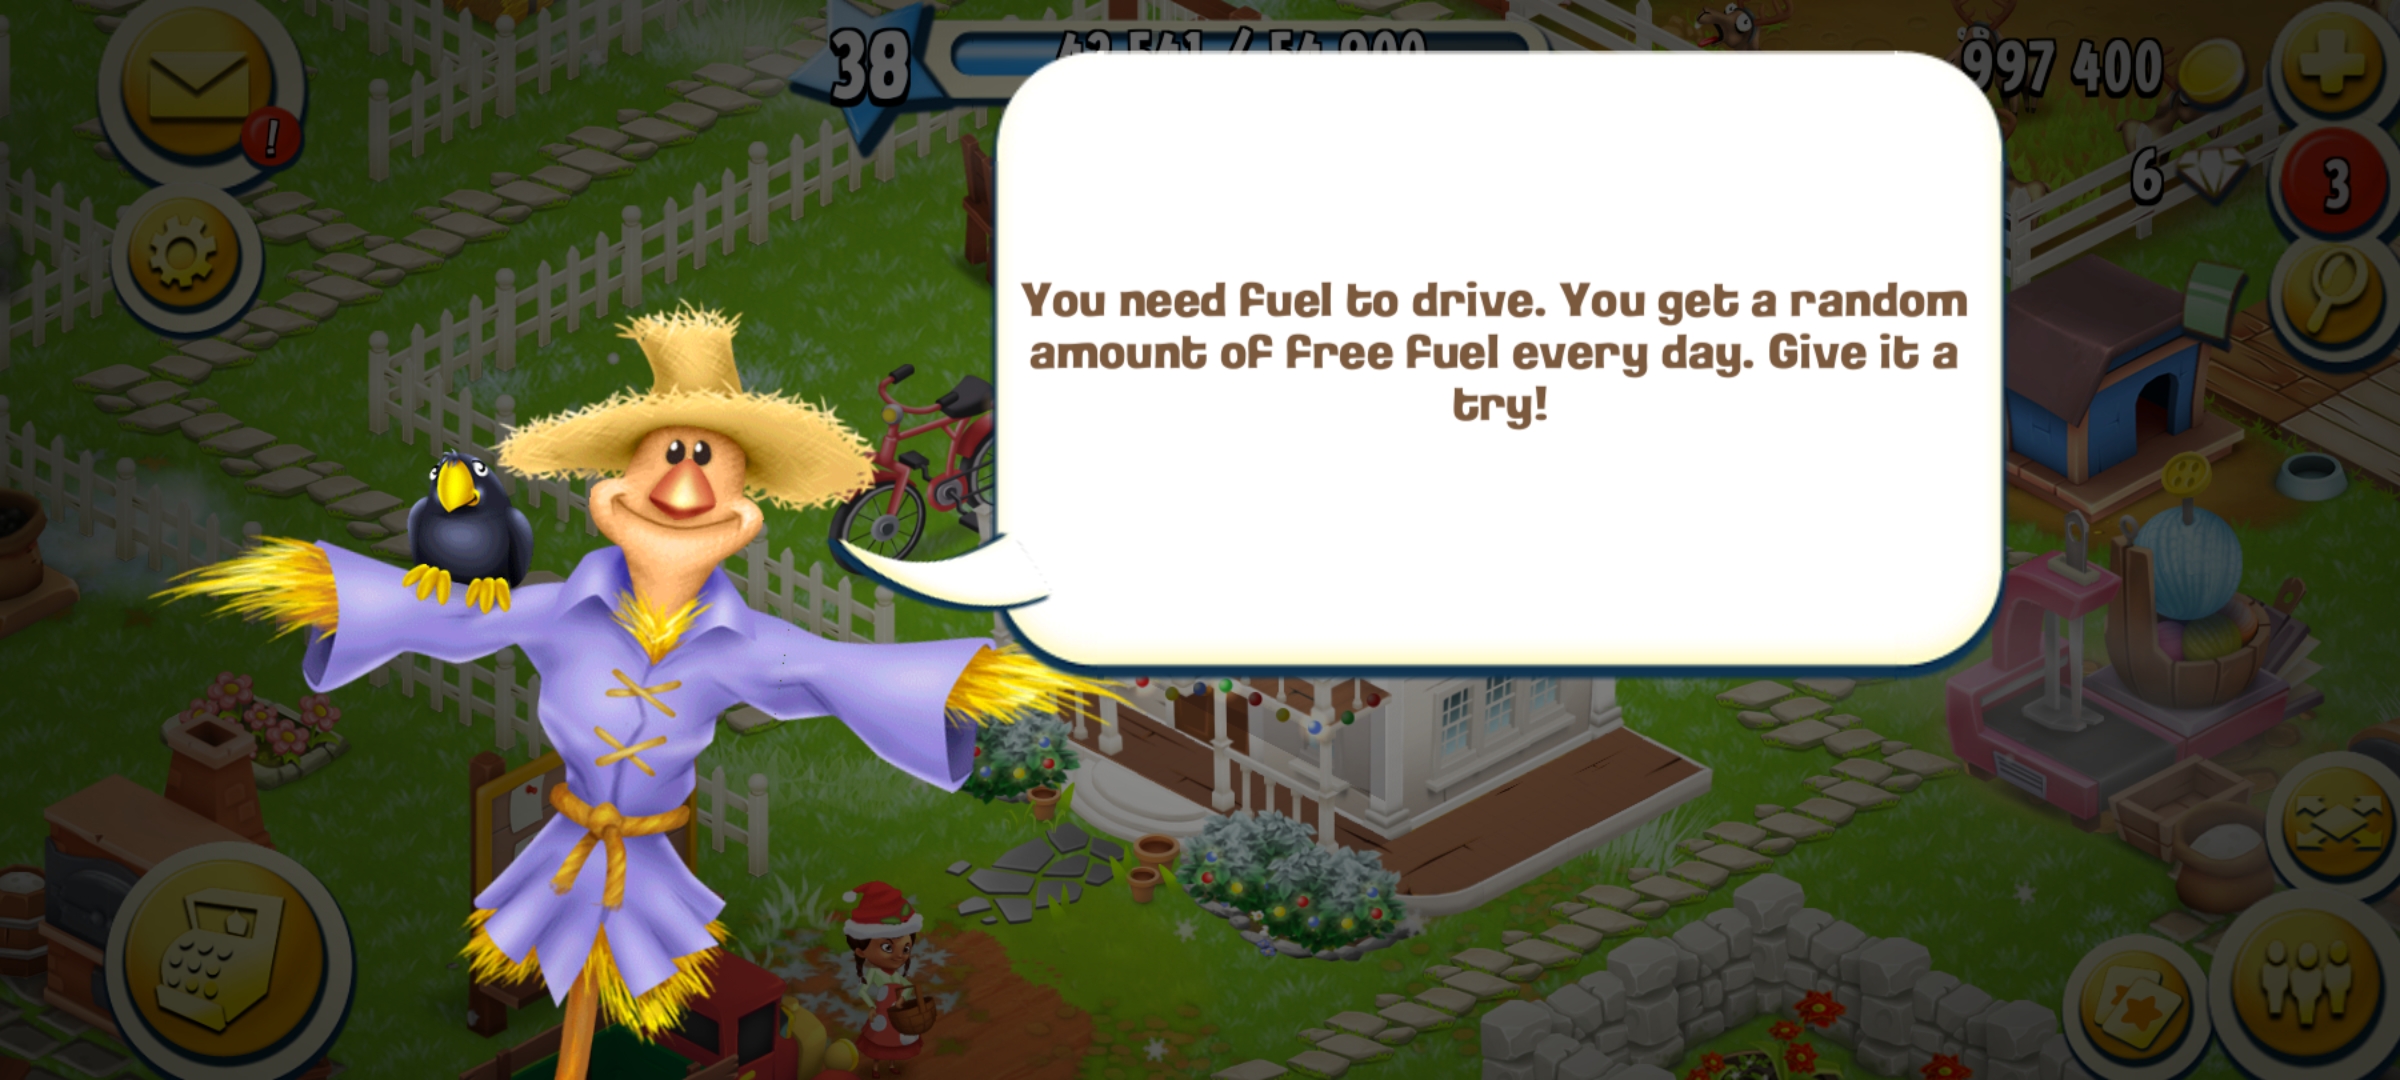 38
997 400
6
3
!
You need fuel to drive. You get a random
amount of free fuel every day. Give it a
try!